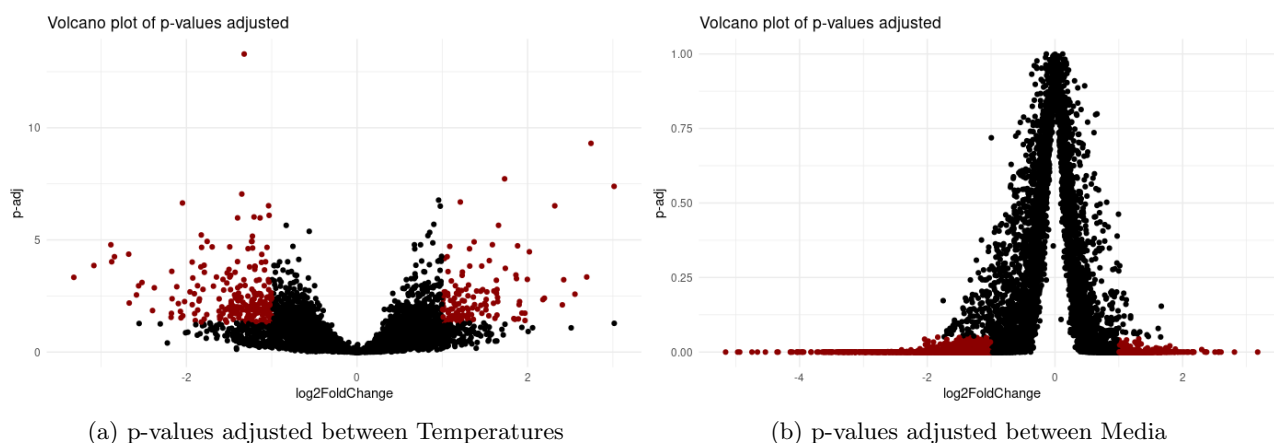 Volcano plot of p-values adjusted
10
5
0
p-adj
-2
0
2
log2FoldChange
(a) p-values adjusted between Temperatures
Volcano plot of p-values adjusted
1.00
0.75
0.50
0.25
0.00
p-adj
-4
-2
0
2
log2FoldChange
(b) p-values adjusted between Media